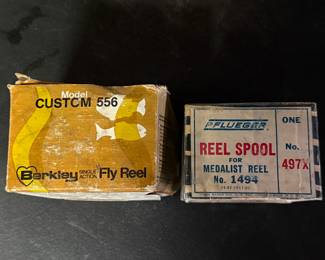 Model
CUSTOM 556
Berkley SINGLE ACTION Fly Reel
PFLUEGER
ONE
REEL SPOOL
No.
FOR
497X
MEDALIST REEL
No. 1494